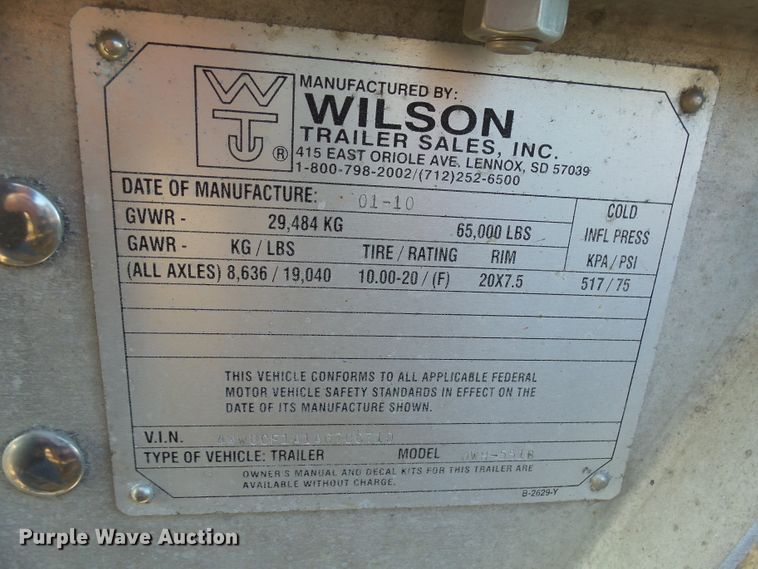 WT
®
MANUFACTURED BY:
WILSON
TRAILER SALES, INC.
415 EAST ORIOLE AVE. LENNOX, SD 57039
1-800-798-2002/(712)252-6500
DATE OF MANUFACTURE: 01-10
COLD
GVWR - 29,484 KG 65,000 LBS
INFL PRESS
GAWR - KG / LBS TIRE / RATING RIM KPA / PSI
(ALL AXLES) 8,636 / 19,040 10.00-20 / (F) 20X7.5 517 / 75
THIS VEHICLE CONFORMS TO ALL APPLICABLE FEDERAL
MOTOR VEHICLE SAFETY STANDARDS IN EFFECT ON THE
DATE OF ITS MANUFACTURE SHOWN.
V.I.N.
TYPE OF VEHICLE: TRAILER MODEL
OWNER'S MANUAL AND DECAL KITS FOR THIS TRAILER ARE
AVAILABLE WITHOUT CHARGE.
B-2629-Y
Purple Wave Auction